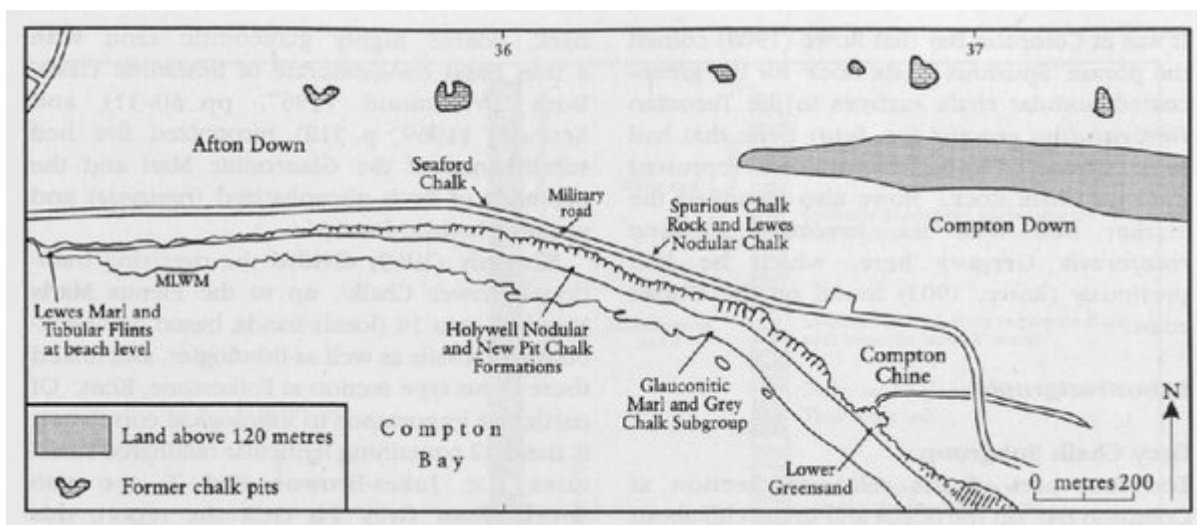 36
37
Afton Down
Seaford
Chalk
Military
road
Spurious Chalk
Rock and Lewes
Nodular Chalk
Compton Down
MLWM
Lewes Marl and
Tubular Flints
at beach level
Holywell Nodular
and New Pit Chalk
Formations
Compton
Chine
Glauconitic
Marl and Grey
Chalk Subgroup
N
Land above 120 metres
Compton
Bay
Former chalk pits
Lower
Greensand
0 metres 200